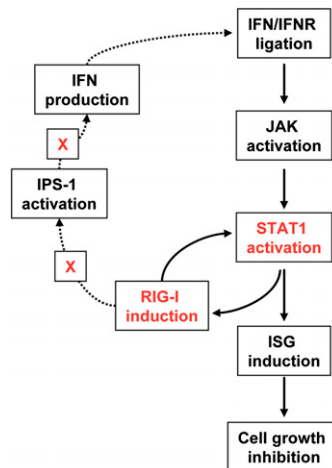 IFN/IFNR
ligation
IFN
production
JAK
activation
X
IPS-1
activation
STAT1
activation
X
RIG-I
induction
ISG
induction
Cell growth
inhibition